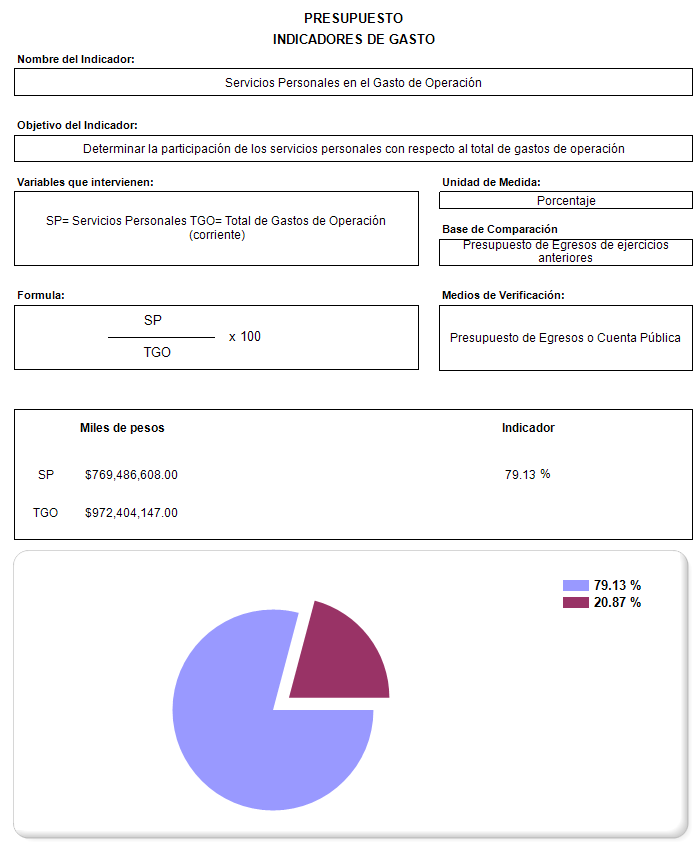 PRESUPUESTO
INDICADORES DE GASTO
Nombre del Indicador:
Servicios Personales en el Gasto de Operación
Objetivo del Indicador:
Determinar la participación de los servicios personales con respecto al total de gastos de operación
Variables que intervienen:
SP= Servicios Personales TGO= Total de Gastos de Operación
(corriente)
Unidad de Medida:
Porcentaje
Base de Comparación
Presupuesto de Egresos de ejercicios
anteriores
Formula:
SP
TGO
x 100
Medios de Verificación:
Presupuesto de Egresos o Cuenta Pública
Miles de pesos Indicador
SP $769,486,608.00 79.13 %
TGO $972,404,147.00
79.13 %
20.87 %